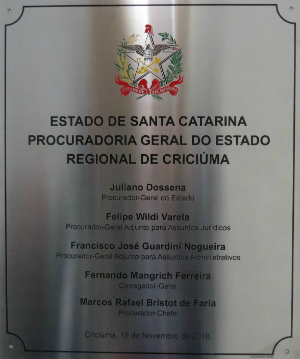 ESTADO DE SANTA CATARINA
PROCURADORIA GERAL DO ESTADO
REGIONAL DE CRICIÚMA
Juliano Dossena
Procurador-Geral do Estado
Felipe Wildi Varela
Procurador-Geral Adjunto para Assuntos Jurídicos
Francisco José Guardini Nogueira
Procurador-Geral Adjunto para Assuntos Administrativos
Fernando Mangrich Ferreira
Corregedor-Geral
Marcos Rafael Bristot de Faria
Procurador-Chefe
Criciúma, 19 de Novembro de 2018.